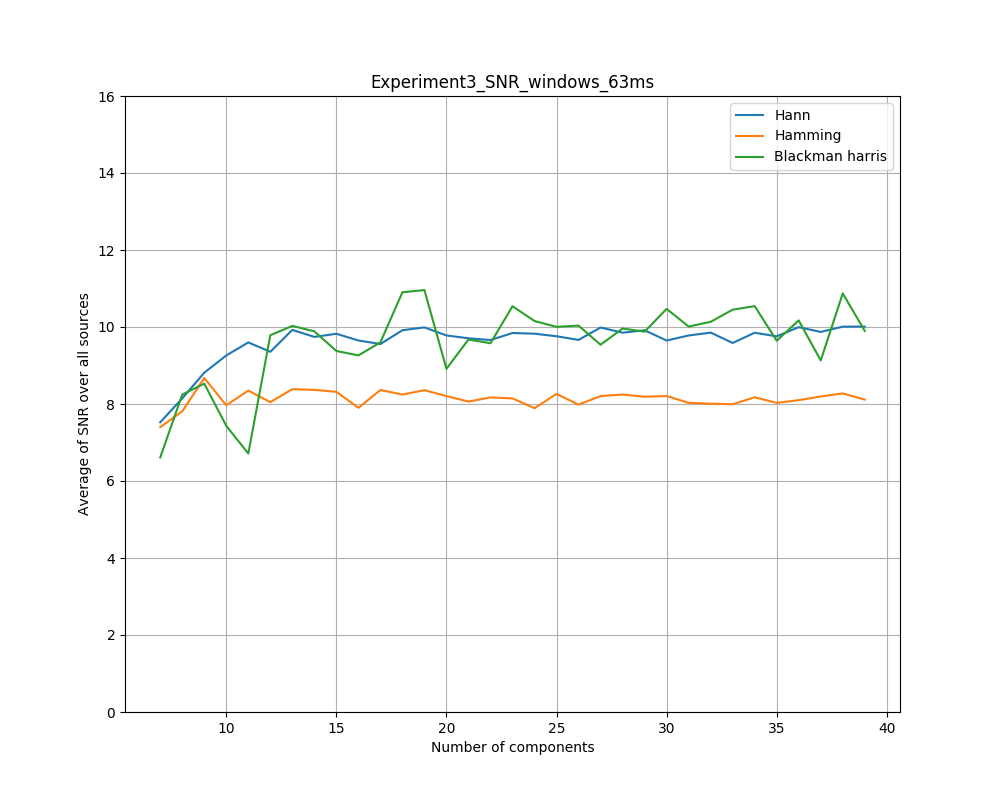 Experiment3_SNR_windows_63ms
Hann
Hamming
Blackman harris
Average of SNR over all sources
16
14
12
10
8
6
4
2
0
10 15 20 25 30 35 40
Number of components